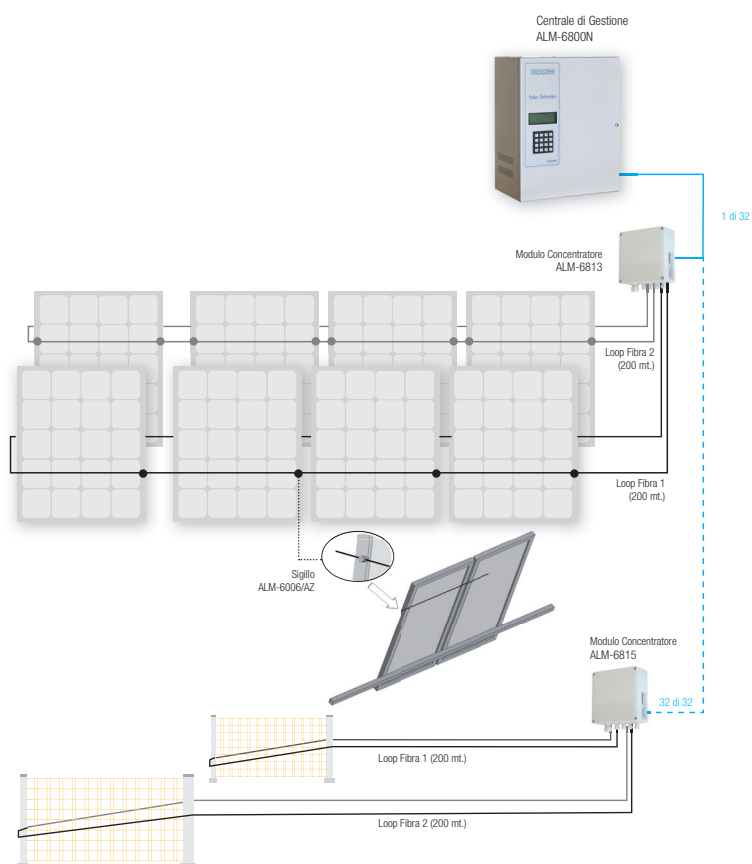 Centrale di Gestione
ALM-6800N
Solar Defender
1 di 32
Modulo Concentratore
ALM-6813
Loop Fibra 2
(200 mt.)
Loop Fibra 1
(200 mt.)
Sigillo
ALM-6006/AZ
Modulo Concentratore
ALM-6815
32 di 32
Loop Fibra 1 (200 mt.)
Loop Fibra 2 (200 mt.)